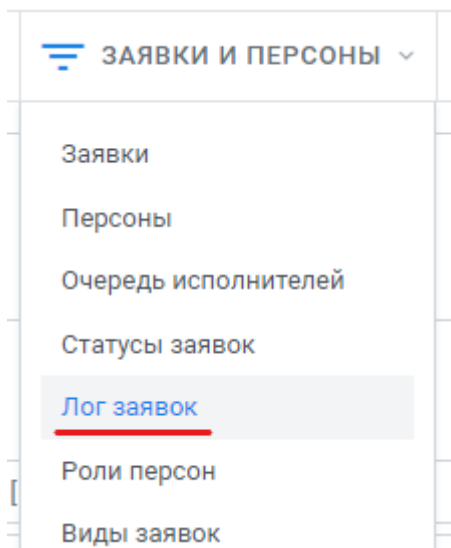 ЗАЯВКИ И ПЕРСОНЫ
Заявки
Персоны
Очередь исполнителей
Статусы заявок
Лог заявок
Роли персон
[
Виды заявок